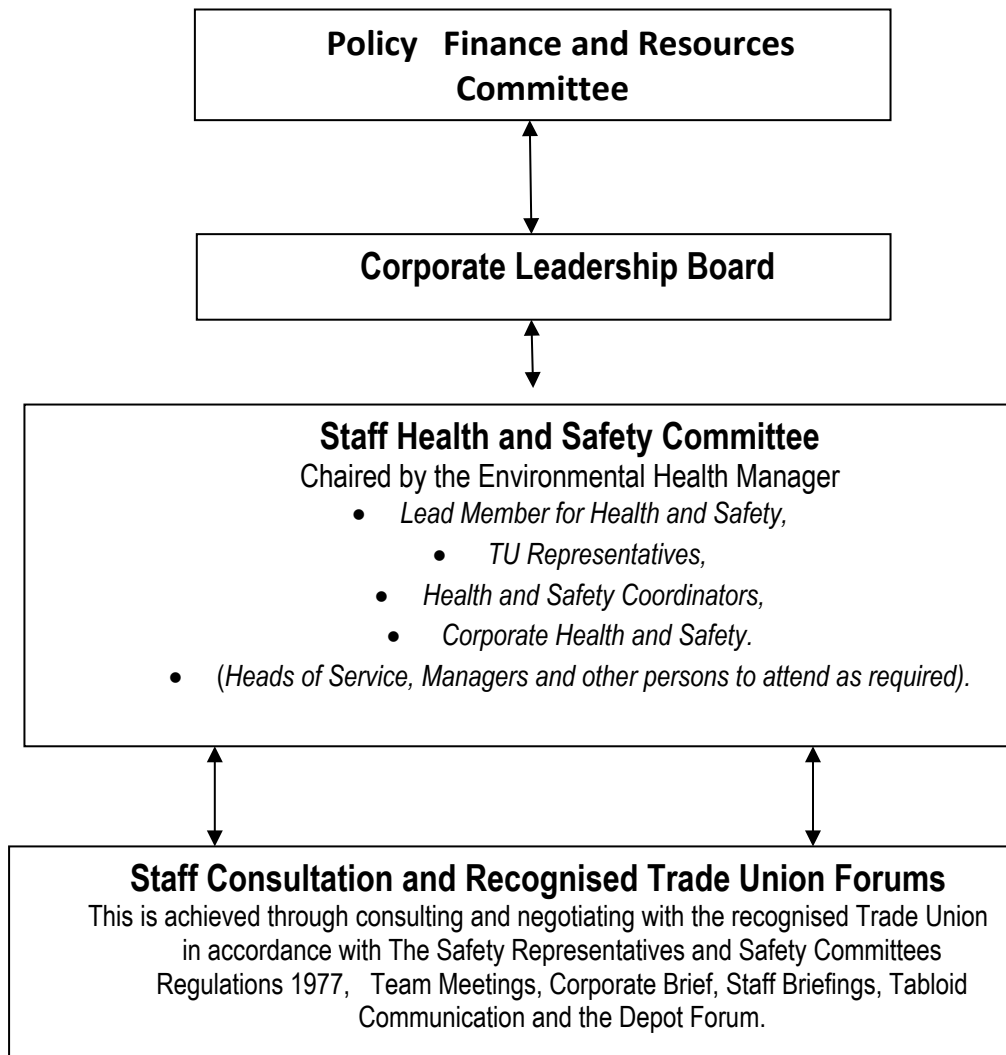 Policy   Finance and Resources
Committee
Corporate Leadership Board
Staff Health and Safety Committee
Chaired by the Environmental Health Manager
• Lead Member for Health and Safety,
• TU Representatives,
• Health and Safety Coordinators,
• Corporate Health and Safety.
• (Heads of Service, Managers and other persons to attend as required).
Staff Consultation and Recognised Trade Union Forums
This is achieved through consulting and negotiating with the recognised Trade Union
in accordance with The Safety Representatives and Safety Committees
Regulations 1977,   Team Meetings, Corporate Brief, Staff Briefings, Tabloid
Communication and the Depot Forum.